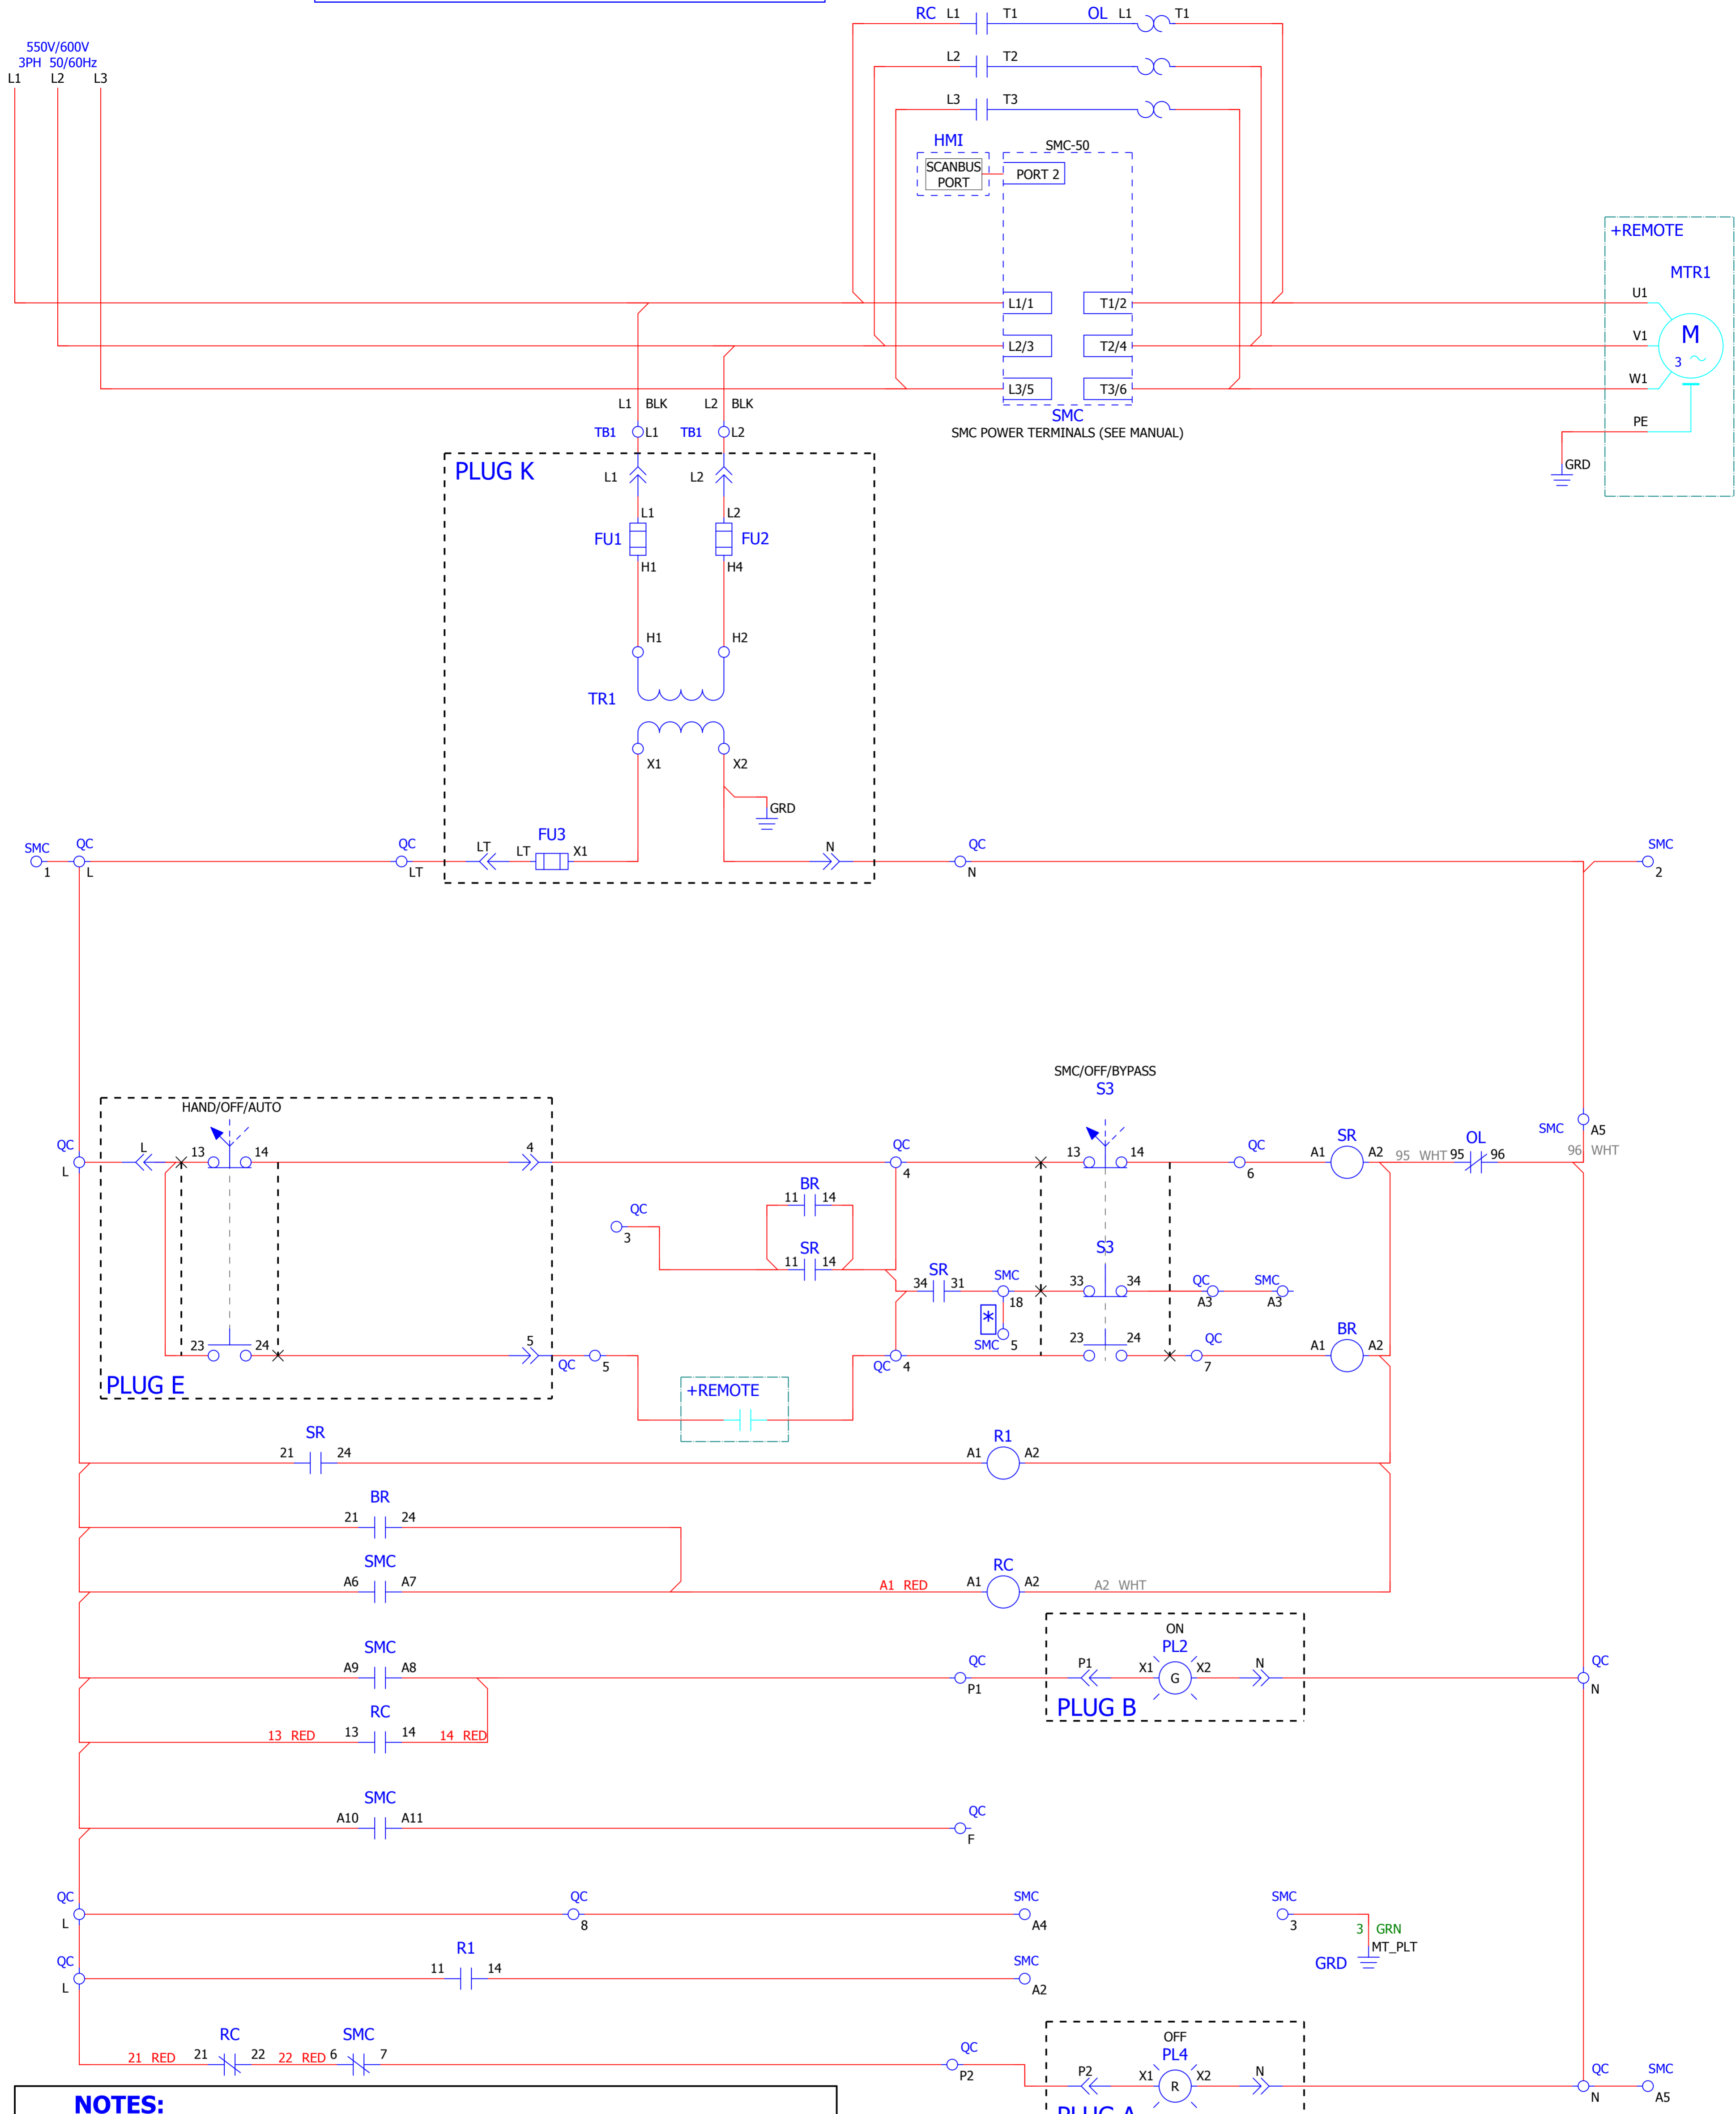 RC L1 T1 OL L1 T1
550V/600V
3PH 50/60Hz
L1 L2 L3
L2 T2
L3 T3
HMI
SMC-50
SCANBUS
PORT
PORT 2
+REMOTE
MTR1
L1/1 T1/2 U1
L2/3 T2/4 V1
M
3
L3/5 T3/6 W1
L1 BLK L2 BLK
SMC
SMC POWER TERMINALS (SEE MANUAL)
PE
TB1 L1 TB1 L2
GRD
PLUG K
L1 L2
L1 L2
FU1 FU2
H1 H4
H1 H2
TR1
X1 X2
GRD
FU3
SMC QC QC LT LT X1 N QC SMC
1 L LT N 2
SMC/OFF/BYPASS
S3
HAND/OFF/AUTO
SMC A5
QC L 13 14 4 QC 13 14 QC SR A1 A2 95 WHT 95 OL 96 96 WHT
L 4 6
BR
11 14
QC
3
SR
11 14
S3
SR
34 31 SMC 33 34 QC SMC
18 A3 A3
*
SMC 5
23 24 5 QC 5 QC 4 23 24 QC 7 BR A1 A2
PLUG E
+REMOTE
SR R1
21 24 A1 A2
BR
21 24
SMC RC
A6 A7 A1 RED A1 A2 A2 WHT
ON
SMC PL2
A9 A8 QC P1 X1 G X2 N QC
P1 N
PLUG B
RC
13 RED 13 14 14 RED
SMC
A10 A11 QC
F
QC QC SMC SMC
L 8 A4 3
3 GRN
MT_PLT
GRD
QC R1 SMC
L 11 14 A2
OFF
RC SMC PL4
21 RED 21 22 22 RED 6 7 QC P2 X1 R X2 N QC SMC
P2 N A5
NOTES:
PLUG A